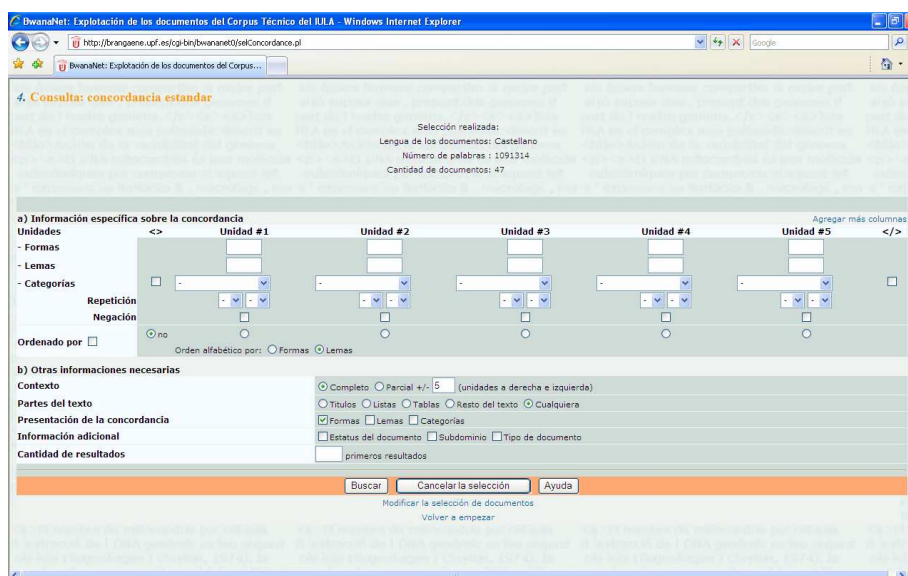 BwanaNet: Explotación de los documentos del Corpus Técnico del IULA - Windows Internet Explorer
http://brangaene.upf.es/cgi-bin/bwananet0/selConcordance.pl
Google
BwanaNet: Explotación de los documentos del Corpus...
4. Consulta: concordancia estandar
Selección realizada:
Lengua de los documentos: Castellano
Número de palabras : 1091314
Cantidad de documentos: 47
a) Información específica sobre la concordancia Agregar más columnas
Unidades <> Unidad #1 Unidad #2 Unidad #3 Unidad #4 Unidad #5 </>
- Formas
- Lemas
- Categorías - - - - -
Repetición - - - - - - - - - -
Negación
Ordenado por no
Orden alfabético por: Formas Lemas
b) Otras informaciones necesarias
Contexto Completo Parcial +/- 5 (unidades a derecha e izquierda)
Partes del texto Titulos Listas Tablas Resto del texto Cualquiera
Presentación de la concordancia Formas Lemas Categorías
Información adicional Estatus del documento Subdominio Tipo de documento
Cantidad de resultados primeros resultados
Buscar Cancelar la selección Ayuda
Modificar la selección de documentos
Volver a empezar